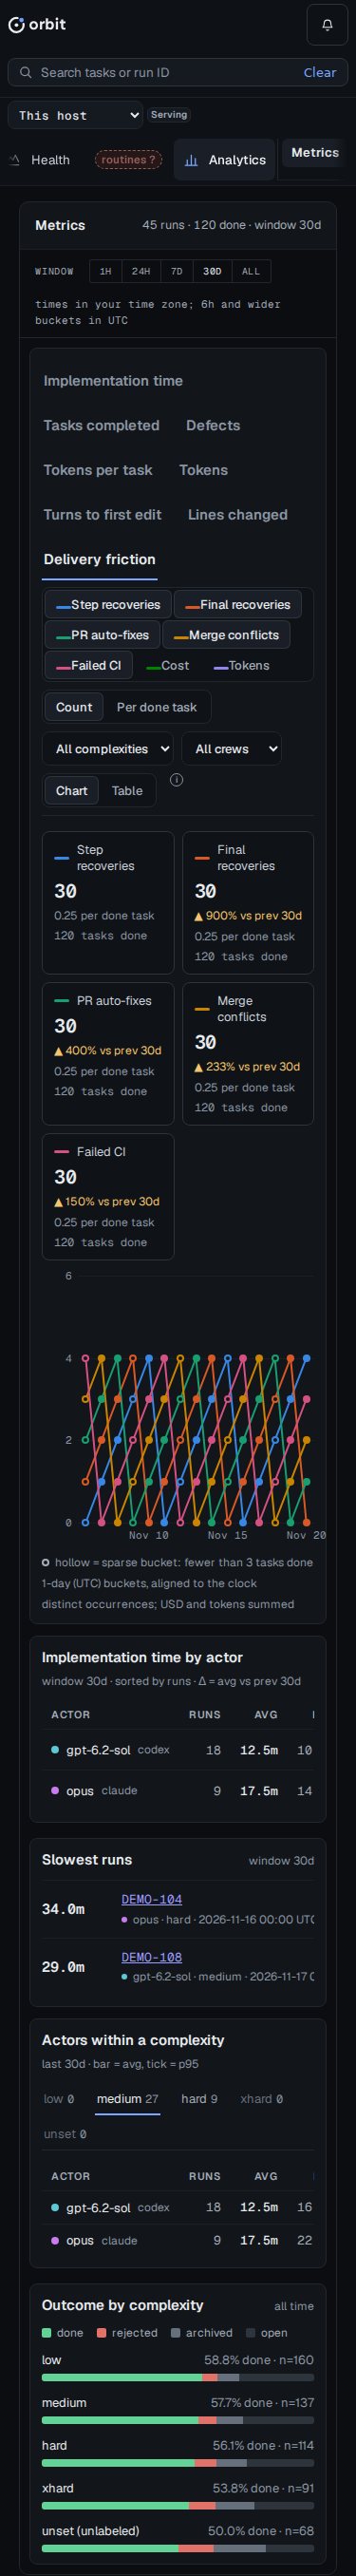 orbit
Search tasks or run ID Clear
This host Serving
Health routines ? Analytics Metrics
Metrics 45 runs · 120 done · window 30d
WINDOW 1H 24H 7D 30D ALL
times in your time zone; 6h and wider
buckets in UTC
Implementation time
Tasks completed Defects
Tokens per task Tokens
Turns to first edit Lines changed
Delivery friction
Step recoveries Final recoveries
PR auto-fixes Merge conflicts
Failed CI Cost Tokens
Count Per done task
All complexities All crews
Chart Table
Step
recoveries
30
0.25 per done task
120 tasks done
Final
recoveries
30
▲ 900% vs prev 30d
0.25 per done task
120 tasks done
PR auto-fixes
30
▲ 400% vs prev 30d
0.25 per done task
120 tasks done
Merge
conflicts
30
▲ 233% vs prev 30d
0.25 per done task
120 tasks done
Failed CI
30
▲ 150% vs prev 30d
0.25 per done task
120 tasks done
6
4
2
0
Nov 10 Nov 15 Nov 20
hollow = sparse bucket: fewer than 3 tasks done
1-day (UTC) buckets, aligned to the clock
distinct occurrences; USD and tokens summed
Implementation time by actor
window 30d · sorted by runs · Δ = avg vs prev 30d
ACTOR RUNS AVG
gpt-6.2-sol codex 18 12.5m 10
opus claude 9 17.5m 14
Slowest runs window 30d
34.0m DEMO-104
opus · hard · 2026-11-16 00:00 UTC
29.0m DEMO-108
gpt-6.2-sol · medium · 2026-11-17 0
Actors within a complexity
last 30d · bar = avg, tick = p95
low 0 medium 27 hard 9 xhard 0
unset 0
ACTOR RUNS AVG
gpt-6.2-sol codex 18 12.5m 16
opus claude 9 17.5m 22
Outcome by complexity all time
done rejected archived open
low 58.8% done · n=160
medium 57.7% done · n=137
hard 56.1% done · n=114
xhard 53.8% done · n=91
unset (unlabeled) 50.0% done · n=68